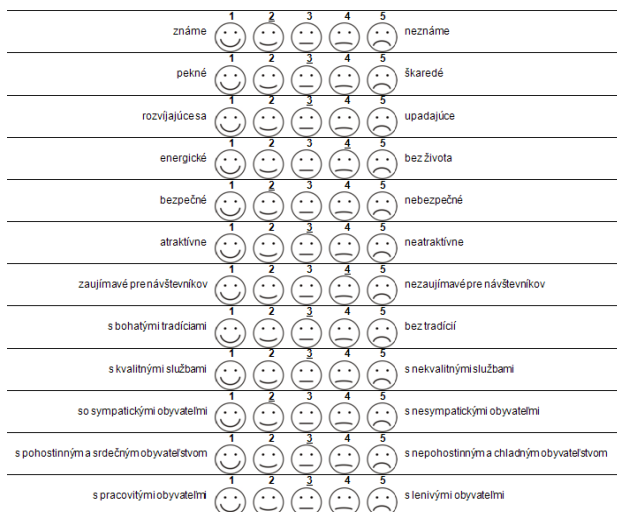 1 2 3 4 5
známe neznáme
1 2 3 4 5
pekné škaredé
1 2 3 4 5
rozvíjajúce sa upadajúce
1 2 3 4 5
energické bez života
1 2 3 4 5
bezpečné nebezpečné
1 2 3 4 5
atraktívne neatraktívne
1 2 3 4 5
zaujímavé pre návštevníkov nezaujímavé pre návštevníkov
1 2 3 4 5
s bohatými tradíciami bez tradícií
1 2 3 4 5
s kvalitnými službami s nekvalitnými službami
1 2 3 4 5
so sympatickými obyvateľmi s nesympatickými obyvateľmi
1 2 3 4 5
s pohostinným a srdečným obyvateľstvom s nepohostinným a chladným obyvateľstvom
1 2 3 4 5
s pracovitými obyvateľmi s lenivými obyvateľmi